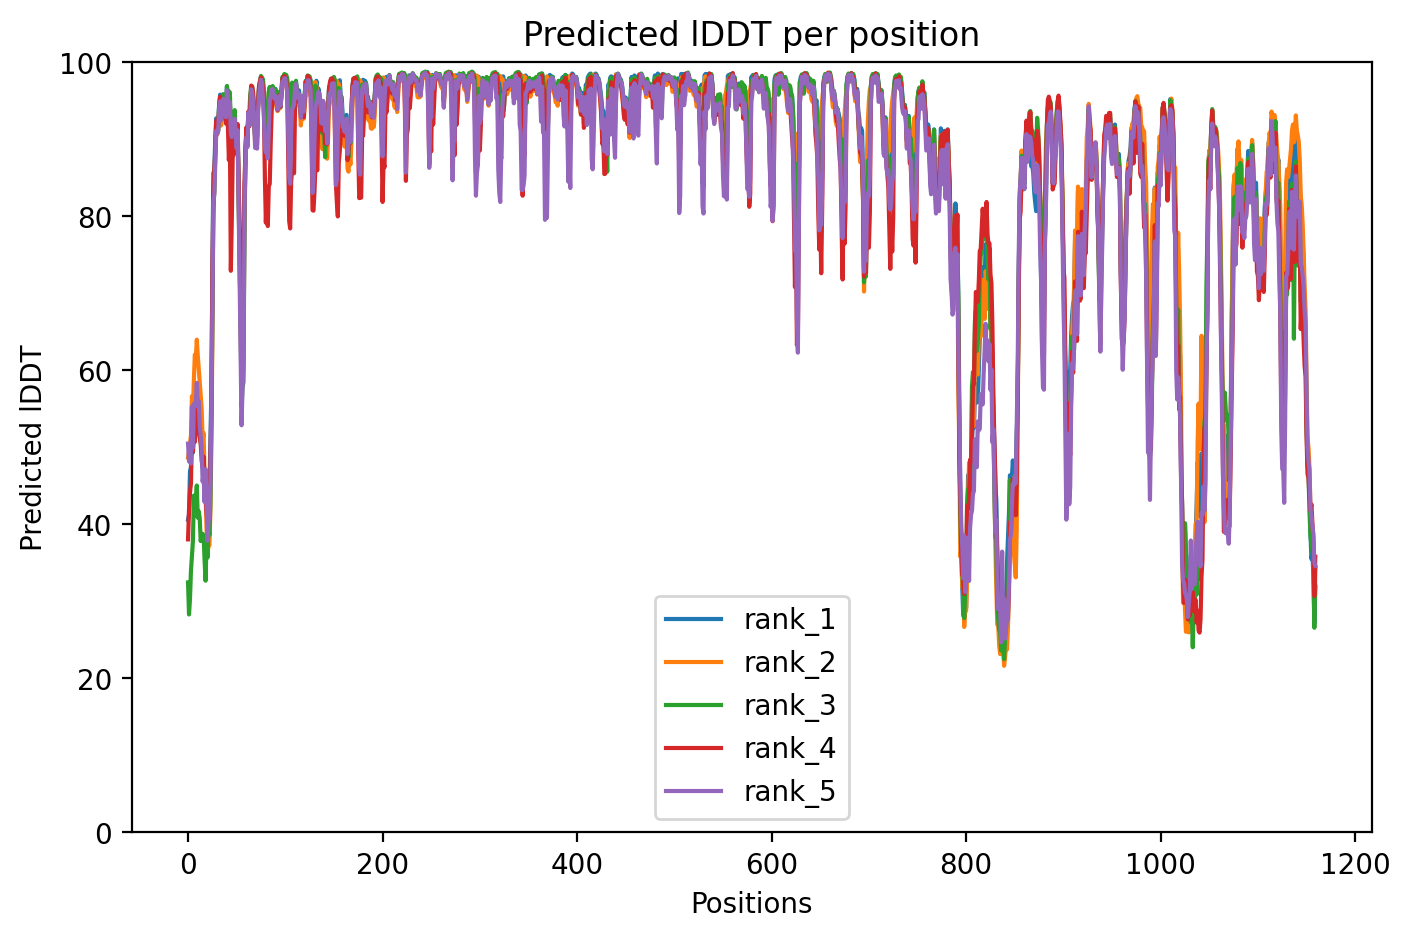 Predicted lDDT per position
Predicted lDDT
100
80
60
40
20
0
rank_1
rank_2
rank_3
rank_4
rank_5
0 200 400 600 800 1000 1200
Positions